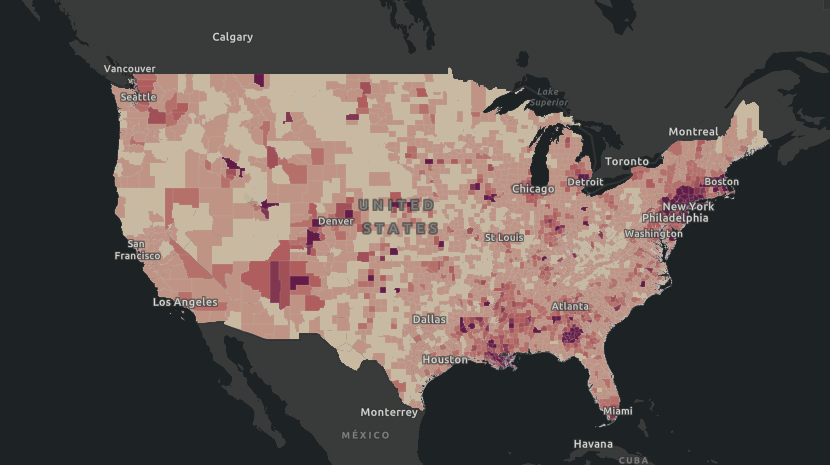 Calgary
Vancouver
Seattle
Lake
Superior
Montreal
Toronto
Chicago
Detroit
Boston
UNITED
STATES
New York
Philadelphia
Denver
St Louis
Washington
San
Francisco
Los Angeles
Atlanta
Dallas
Houston
Monterrey
Miami
MÉXICO
Havana
CUBA